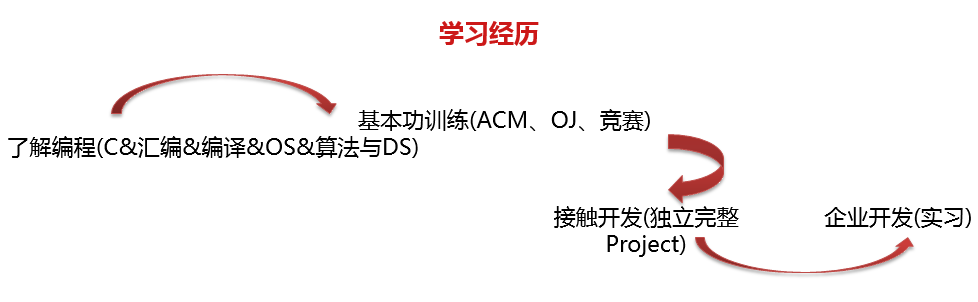 学习经历
基本功训练(ACM、OJ、竞赛)
了解编程(C&汇编&编译&OS&算法与DS)
接触开发(独立完整
Project)
企业开发(实习)